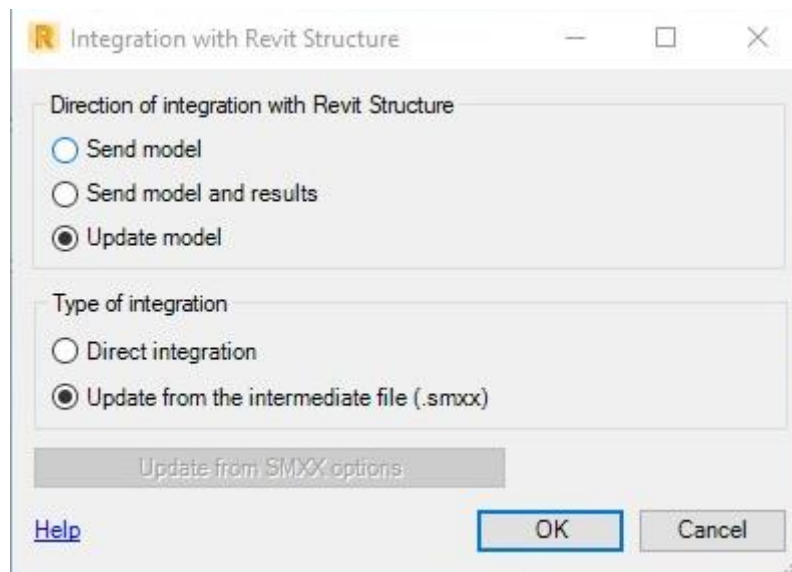 R Integration with Revit Structure
Direction of integration with Revit Structure
Send model
Send model and results
Update model
Type of integration
Direct integration
Update from the intermediate file (.smxx)
Update from SMXX options
Help OK Cancel